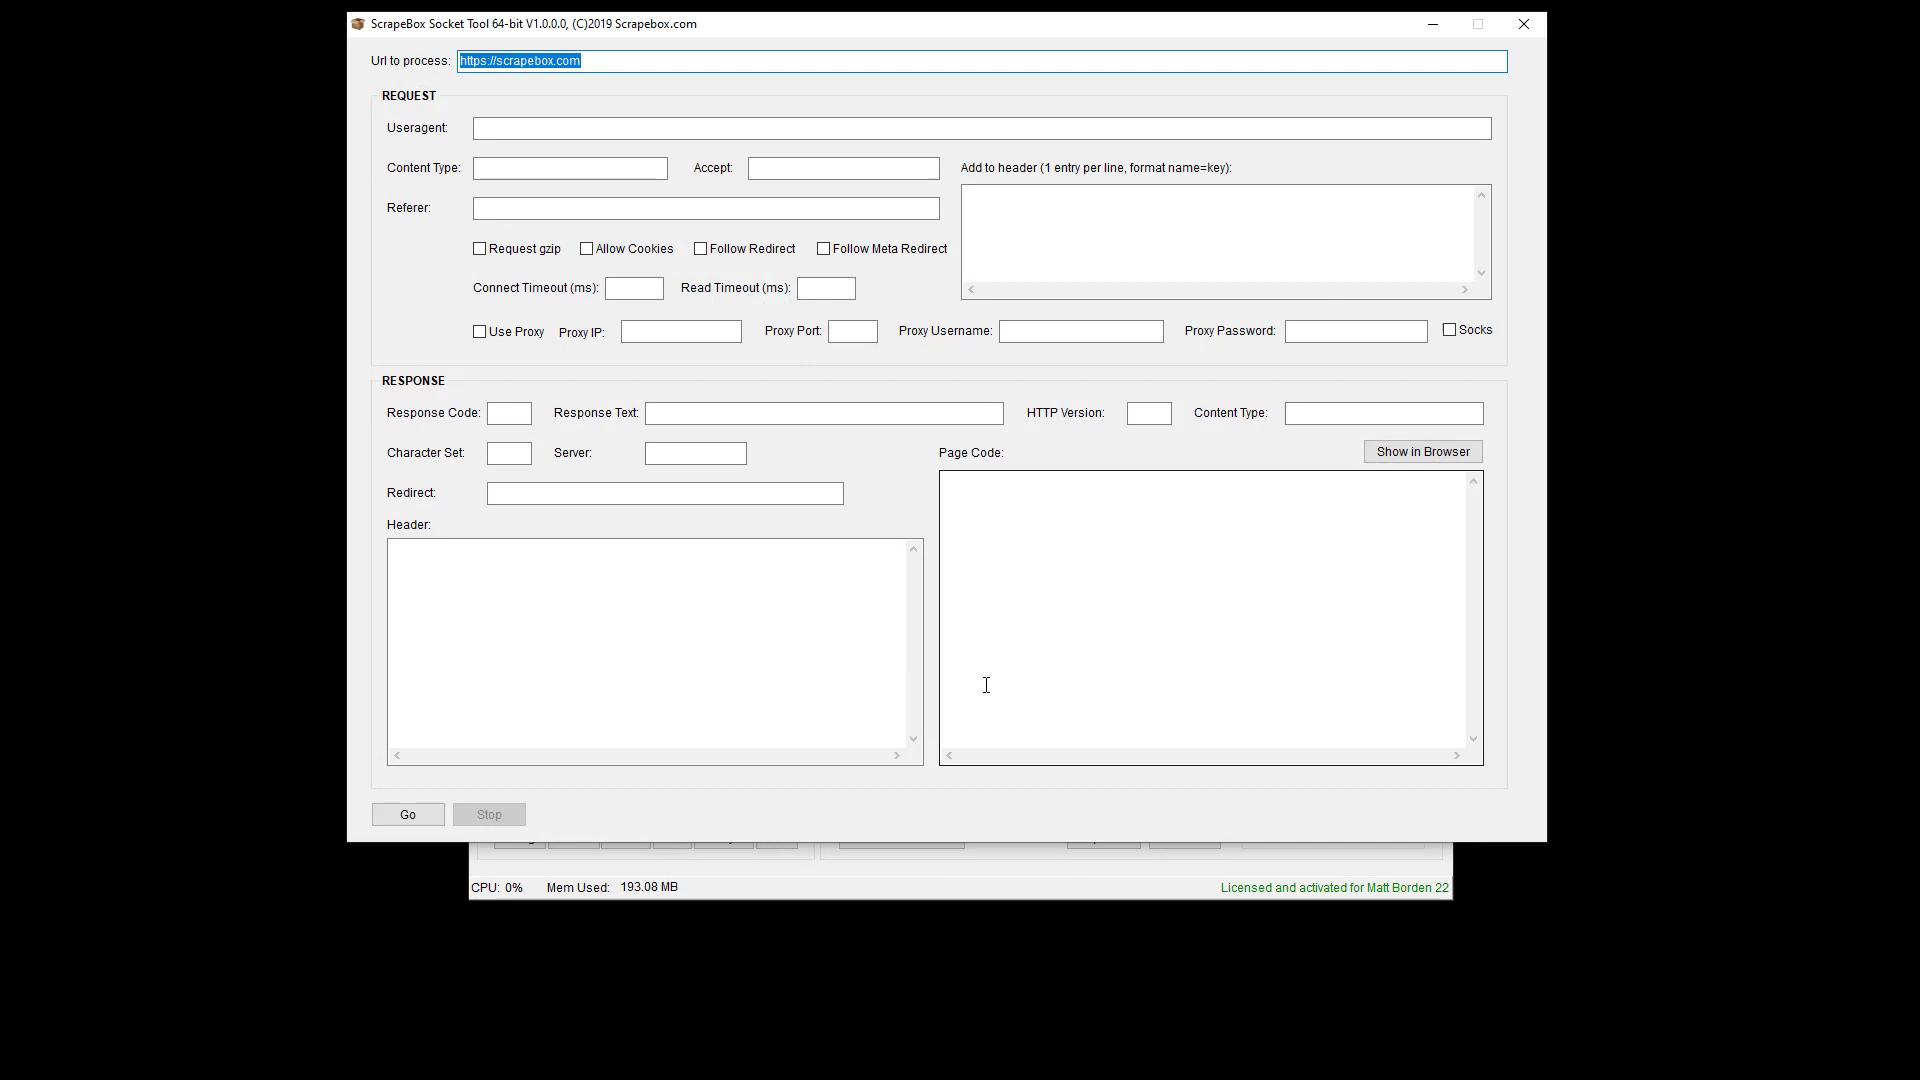 ScrapeBox Socket Tool 64-bit V1.0.0.0, (C)2019 Scrapebox.com
Url to process: https://scrapebox.com
REQUEST
Useragent:
Content Type: Accept: Add to header (1 entry per line, format name=key):
Referer:
Request gzip Allow Cookies Follow Redirect Follow Meta Redirect
Connect Timeout (ms): Read Timeout (ms):
Use Proxy Proxy IP: Proxy Port: Proxy Username: Proxy Password: Socks
RESPONSE
Response Code: Response Text: HTTP Version: Content Type:
Character Set: Server: Page Code: Show in Browser
Redirect:
Header:
Go Stop
CPU: 0% Mem Used: 193.08 MB Licensed and activated for Matt Borden 22